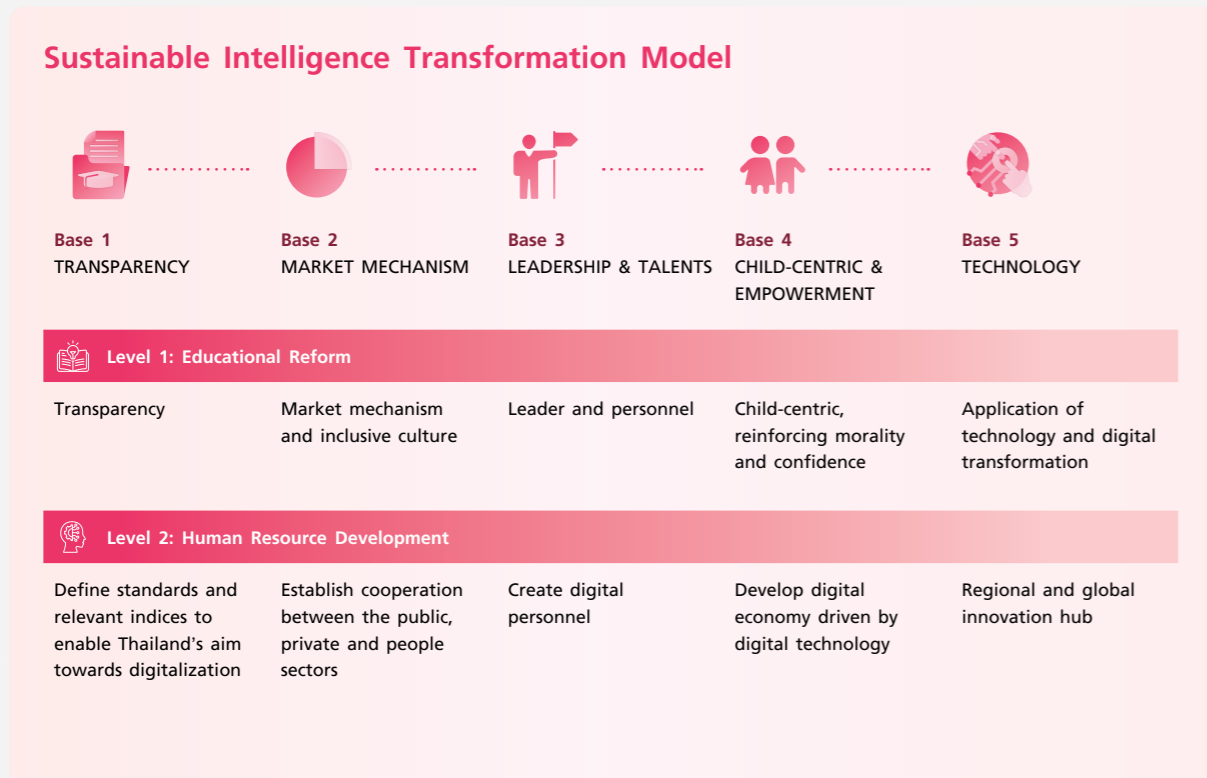 Sustainable Intelligence Transformation Model
Base 1
TRANSPARENCY
Base 2
MARKET MECHANISM
Base 3
LEADERSHIP & TALENTS
Base 4
CHILD-CENTRIC &
EMPOWERMENT
Base 5
TECHNOLOGY
Level 1: Educational Reform
Transparency
Market mechanism
and inclusive culture
Leader and personnel
Child-centric,
reinforcing morality
and confidence
Application of
technology and digital
transformation
Level 2: Human Resource Development
Define standards and
relevant indices to
enable Thailand's aim
towards digitalization
Establish cooperation
between the public,
private and people
sectors
Create digital
personnel
Develop digital
economy driven by
digital technology
Regional and global
innovation hub